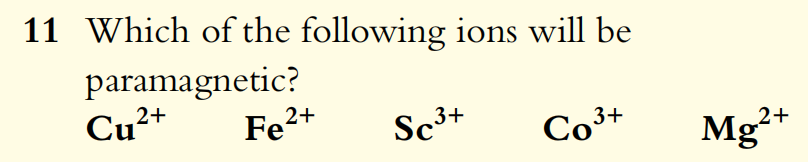 11 Which of the following ions will be
paramagnetic?
Cu²⁺ Fe²⁺ Sc³⁺ Co³⁺ Mg²⁺